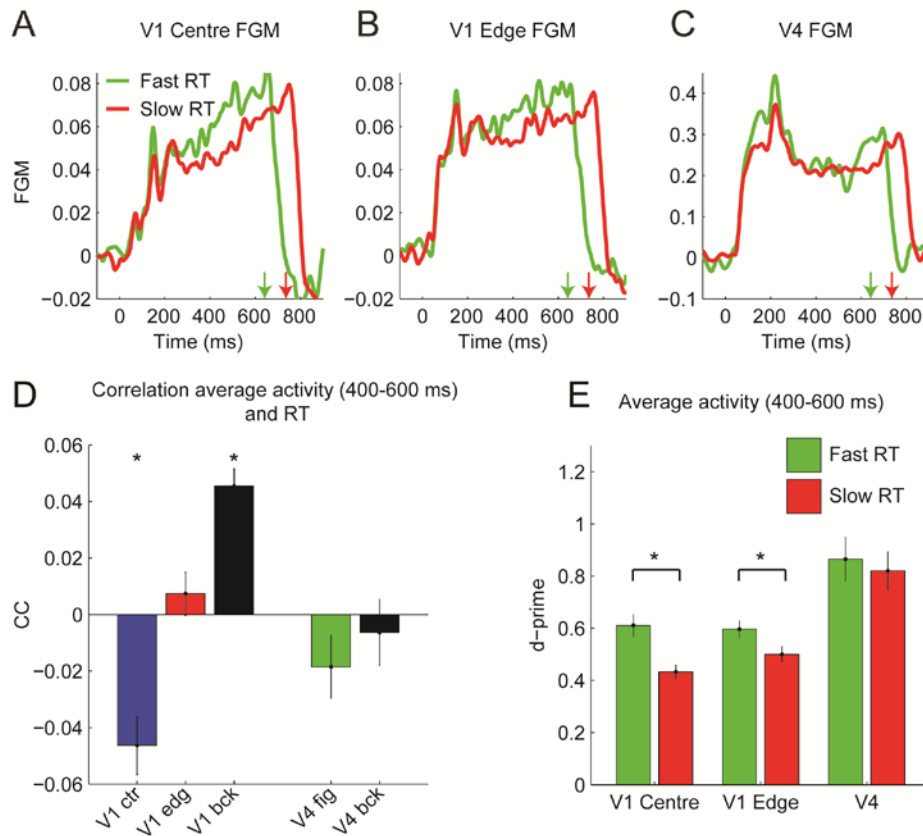 A
V1 Centre FGM
B
V1 Edge FGM
C
V4 FGM
Fast RT
Slow RT
FGM
0.08
0.06
0.04
0.02
0
−0.02
0 200 400 600 800
Time (ms)
0.08
0.06
0.04
0.02
0
−0.02
0 200 400 600 800
Time (ms)
0.4
0.3
0.2
0.1
0
−0.1
0 200 400 600 800
Time (ms)
D
Correlation average activity (400-600 ms)
and RT
CC
0.06
0.04
0.02
0
−0.02
−0.04
−0.06
*
*
V1 ctr
V1 edg
V1 bck
V4 fig
V4 bck
E
Average activity (400-600 ms)
Fast RT
Slow RT
d−prime
1.2
1
0.8
0.6
0.4
0.2
0
*
*
V1 Centre
V1 Edge
V4